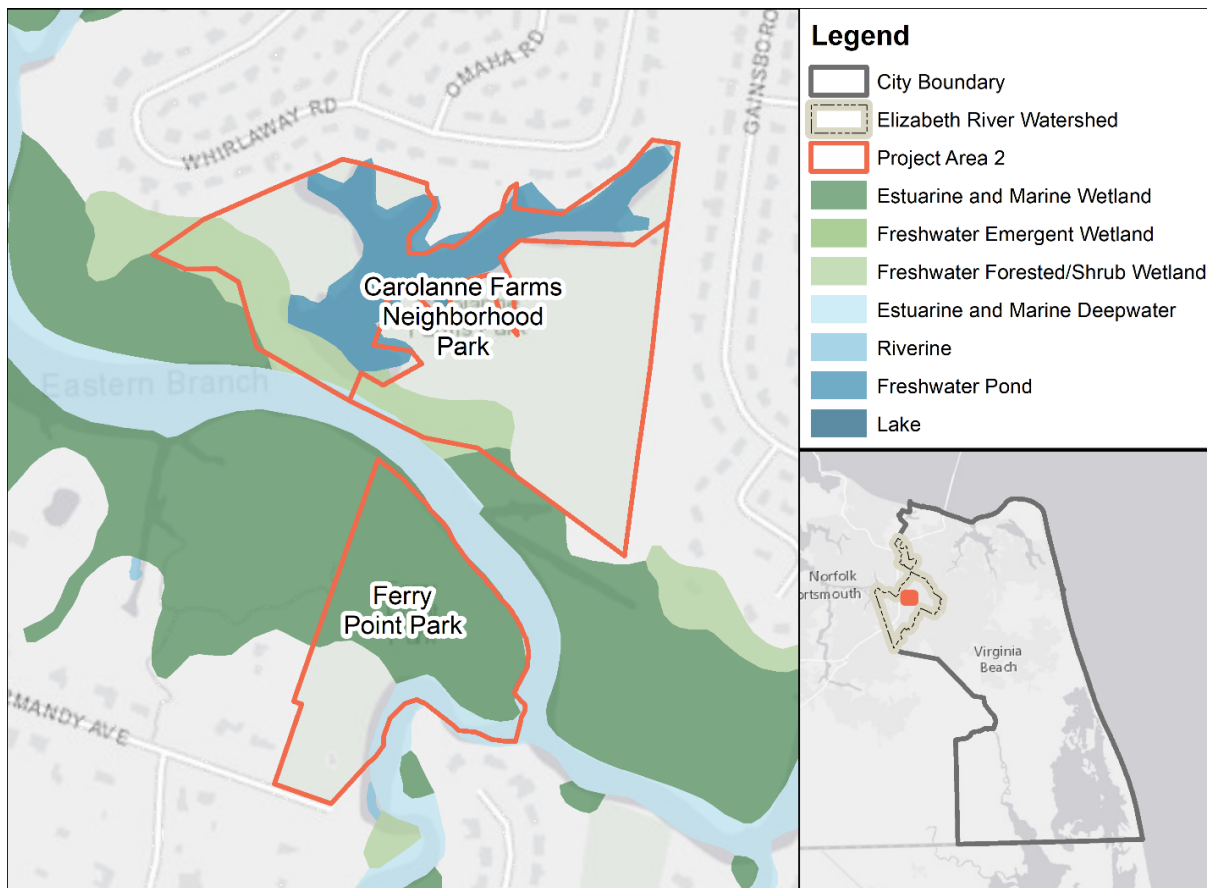 OMAHA RD
GAINSBORO
WHIRLAWAY RD
Carolanne Farms
Neighborhood
Park
Eastern Branch
Ferry
Point Park
RMANDY AVE
Legend
City Boundary
Elizabeth River Watershed
Project Area 2
Estuarine and Marine Wetland
Freshwater Emergent Wetland
Freshwater Forested/Shrub Wetland
Estuarine and Marine Deepwater
Riverine
Freshwater Pond
Lake
Norfolk
ortsmouth
Virginia
Beach